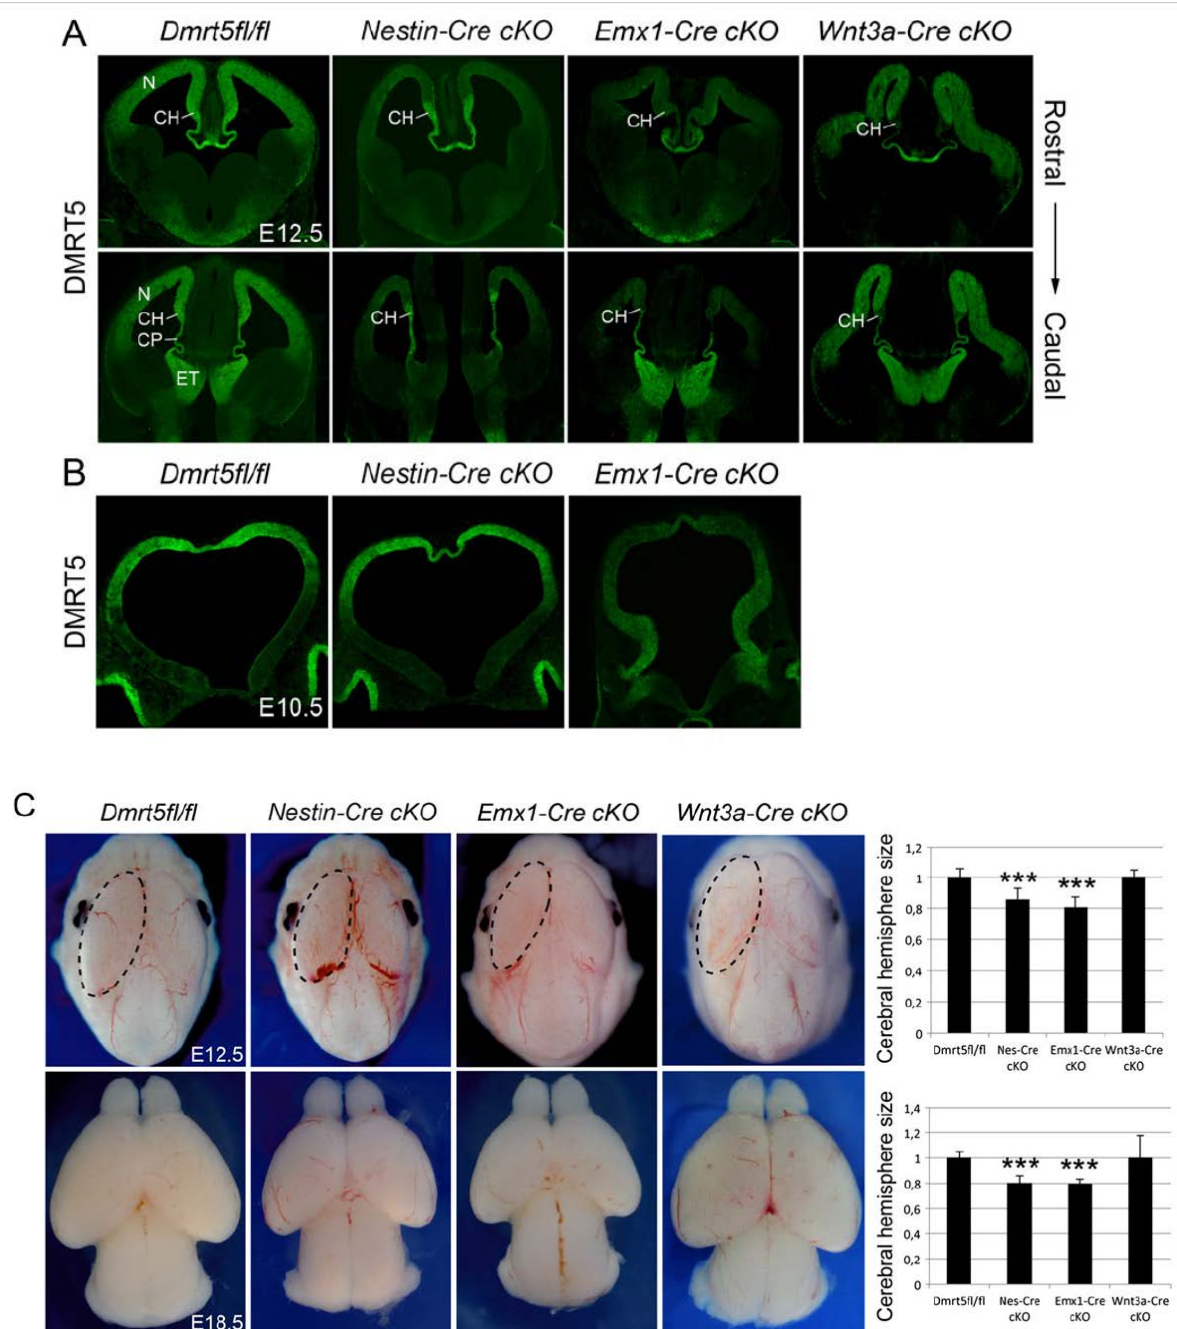 A
Dmrt5fl/fl
Nestin-Cre cKO
Emx1-Cre cKO
Wnt3a-Cre cKO
DMRT5
N
CH
E12.5
CH
CH
CH
Rostral
N
CH
CP
ET
CH
CH
CH
Caudal
B
Dmrt5fl/fl
Nestin-Cre cKO
Emx1-Cre cKO
DMRT5
E10.5
C
Dmrt5fl/fl
Nestin-Cre cKO
Emx1-Cre cKO
Wnt3a-Cre cKO
E12.5
Cerebral hemisphere size
1,2
1
0,8
0,6
0,4
0,2
0
***
***
Dmrt5fl/fl
Nes-Cre
cKO
Emx1-Cre
cKO
Wnt3a-Cre
cKO
E18.5
Cerebral hemisphere size
1,4
1,2
1
0,8
0,6
0,4
0,2
0
***
***
Dmrt5fl/fl
Nes-Cre
cKO
Emx1-Cre
cKO
Wnt3a-Cre
cKO